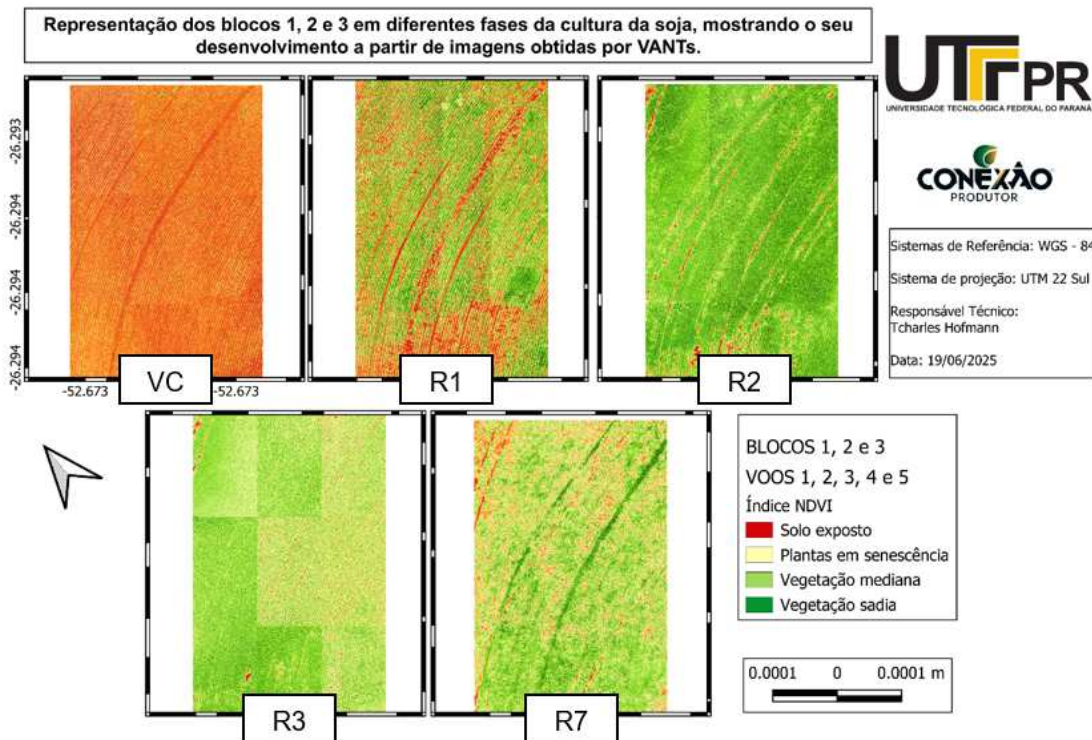 Representação dos blocos 1, 2 e 3 em diferentes fases da cultura da soja, mostrando o seu
desenvolvimento a partir de imagens obtidas por VANTs.
UTFPR
UNIVERSIDADE TECNOLÓGICA FEDERAL DO PARANÁ
CONEXÃO
PRODUTOR
-26.293
-26.294
-26.294
-26.294
-52.673
-52.673
VC
R1
R2
Sistemas de Referência: WGS - 84
Sistema de projeção: UTM 22 Sul
Responsável Técnico:
Tcharles Hofmann
Data: 19/06/2025
R3
R7
BLOCOS 1, 2 e 3
VOOS 1, 2, 3, 4 e 5
Índice NDVI
Solo exposto
Plantas em senescência
Vegetação mediana
Vegetação sadia
0.0001 0 0.0001 m